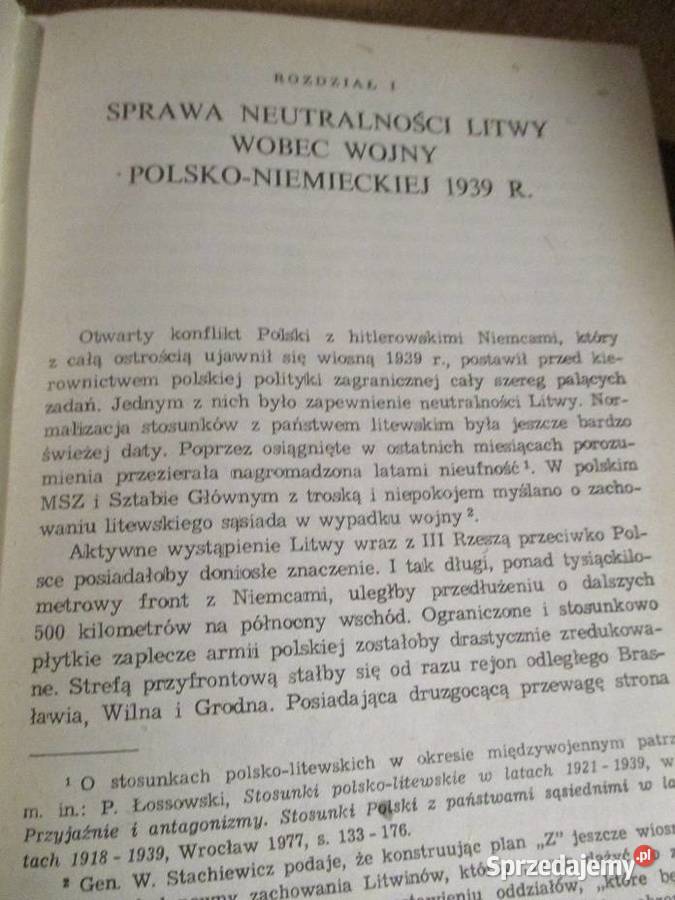 ROZDZIAŁ I
SPRAWA NEUTRALNOŚCI LITWY
WOBEC WOJNY
POLSKO-NIEMIECKIEJ 1939 R.
Otwarty konflikt Polski z hitlerowskimi Niemcami, który
z całą ostrością ujawnił się wiosną 1939 r., postawił przed kie-
rownictwem polskiej polityki zagranicznej cały szereg palących
zadań. Jednym z nich było zapewnienie neutralności Litwy. Nor-
malizacja stosunków z państwem litewskim była jeszcze bardzo
świeżej daty. Poprzez osiągnięte w ostatnich miesiącach porozu-
mienia przezierała nagromadzona latami nieufność¹. W polskim
MSZ i Sztabie Głównym z troską i niepokojem myślano o zacho-
waniu litewskiego sąsiada w wypadku wojny².
Aktywne wystąpienie Litwy wraz z III Rzeszą przeciwko Pol-
sce posiadałoby doniosłe znaczenie. I tak długi, ponad tysiąckilo-
metrowy front z Niemcami, uległby przedłużeniu o dalszych
500 kilometrów na północny wschód. Ograniczone i stosunkowo
płytkie zaplecze armii polskiej zostałoby drastycznie zredukowa-
ne. Strefą przyfrontową stałby się od razu rejon odległego Bras-
ławia, Wilna i Grodna. Posiadająca druzgocącą przewagę strona
¹ O stosunkach polsko-litewskich w okresie międzywojennym patrz
m. in.: P. Łossowski, Stosunki polsko-litewskie w latach 1921-1939, w
Przyjaźnie i antagonizmy. Stosunki Polski z państwami sąsiednimi w la
tach 1918-1939, Wrocław 1977, s. 133-176.
² Gen. W. Stachiewicz podaje, że konstruując plan „Z" jeszcze wios
zachowania Litwinów,
oddziałów, „które
Sprzedajemy.pl